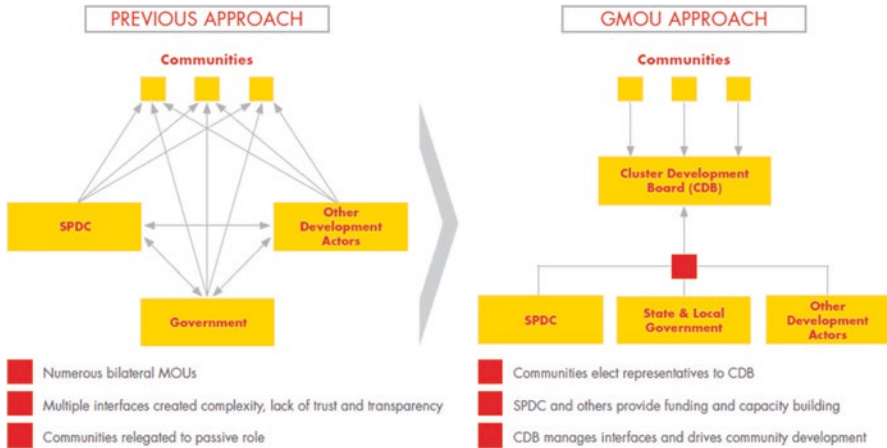 PREVIOUS APPROACH
Communities
SPDC
Other
Development
Actors
Government
Numerous bilateral MOUs
Multiple interfaces created complexity, lack of trust and transparency
Communities relegated to passive role
GMOU APPROACH
Communities
Cluster Development
Board (CDB)
SPDC
State & Local
Government
Other
Development
Actors
Communities elect representatives to CDB
SPDC and others provide funding and capacity building
CDB manages interfaces and drives community development